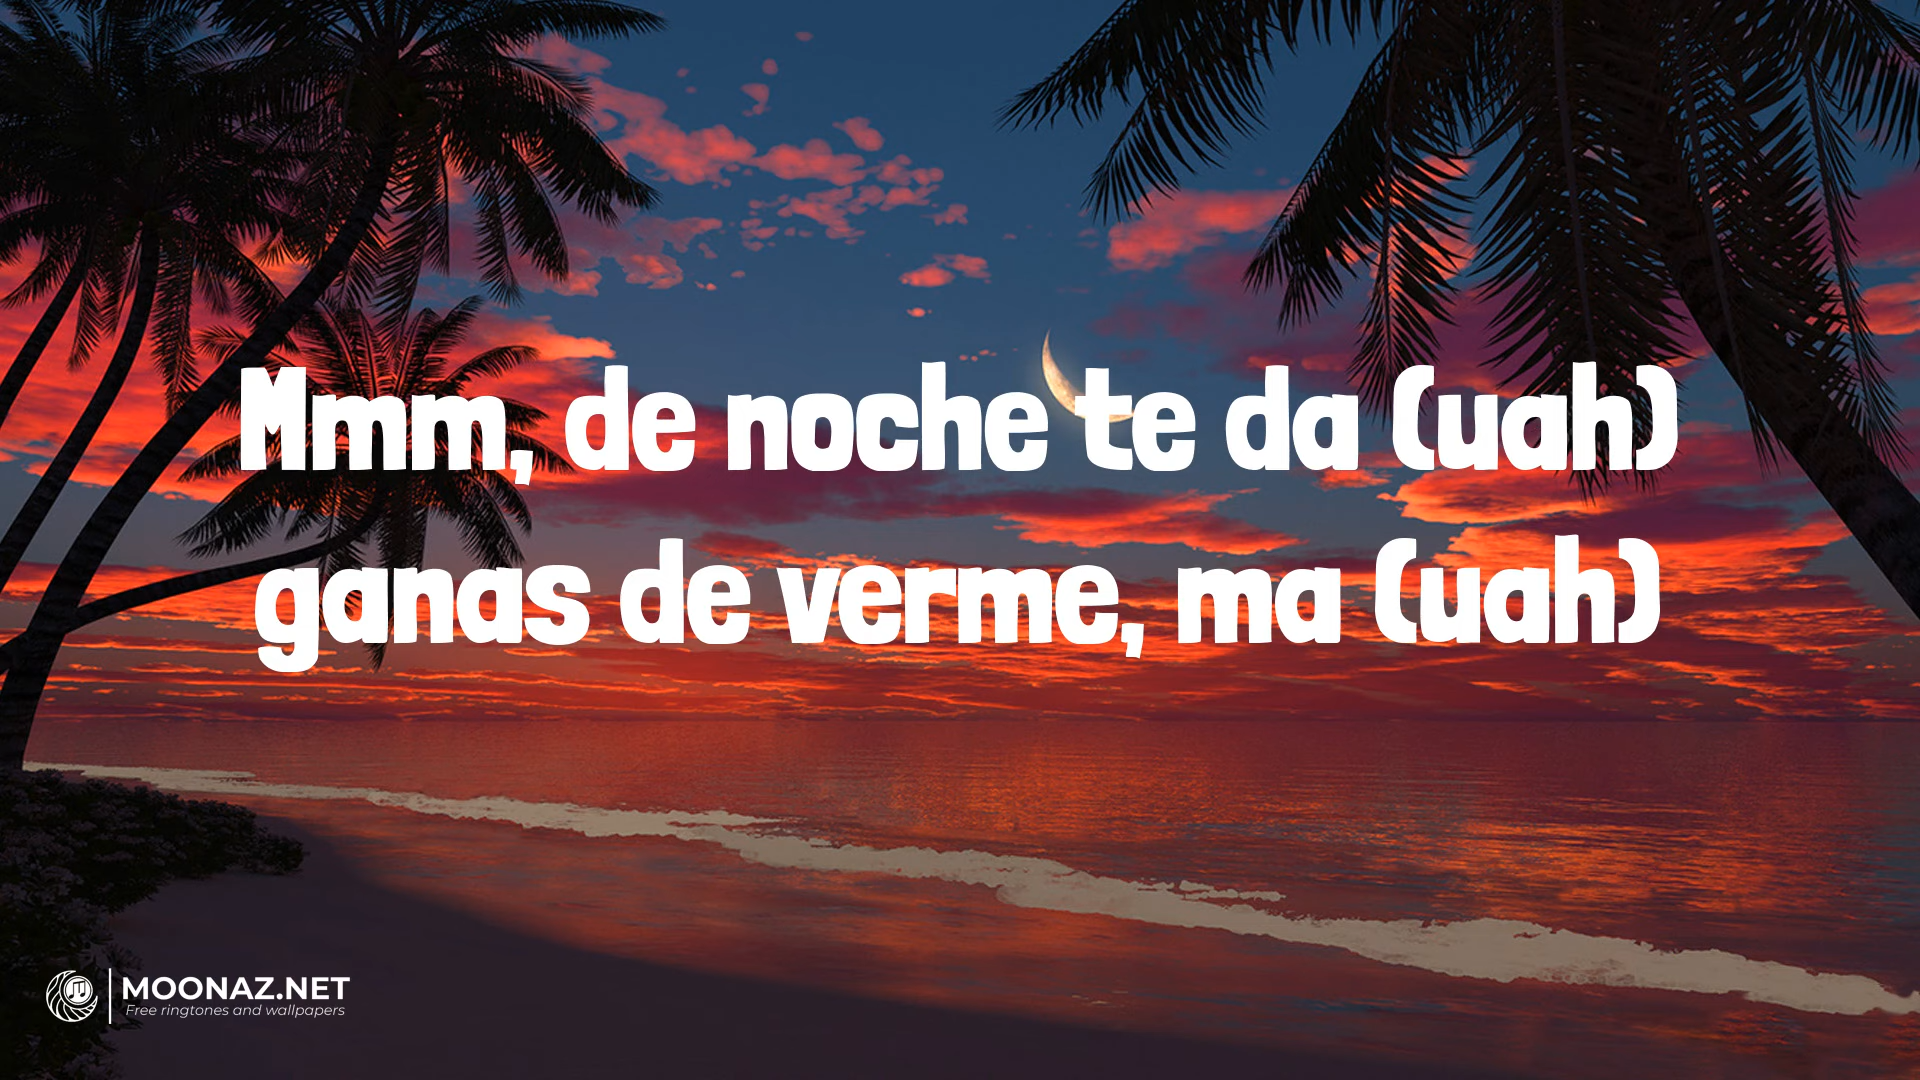 Mmm, de noche te da (uah)
ganas de verme, ma (uah)
MOONAZ.NET
Free ringtones and wallpapers